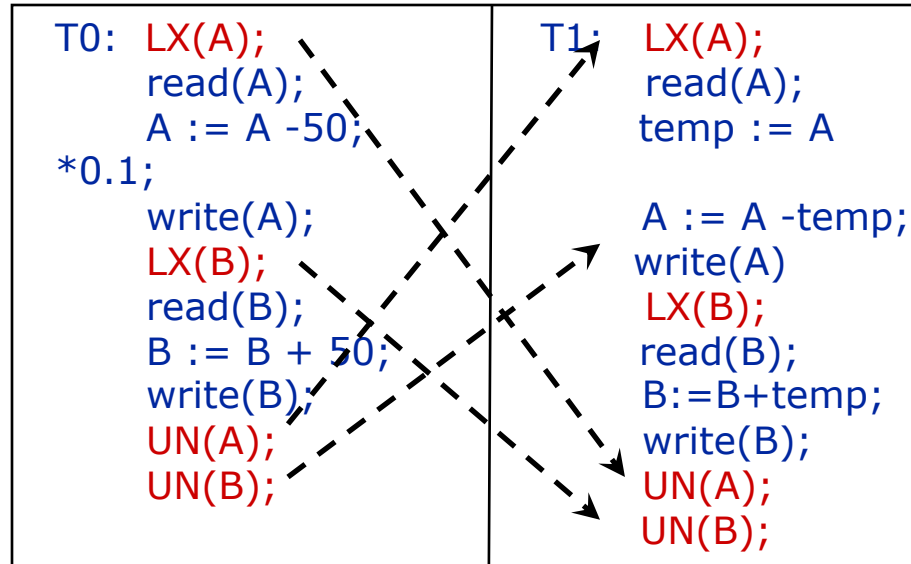 T0: LX(A);
read(A);
A := A -50;
*0.1;
write(A);
LX(B);
read(B);
B := B + 50;
write(B);
UN(A);
UN(B);
T1: LX(A);
read(A);
temp := A
A := A -temp;
write(A)
LX(B);
read(B);
B:=B+temp;
write(B);
UN(A);
UN(B);